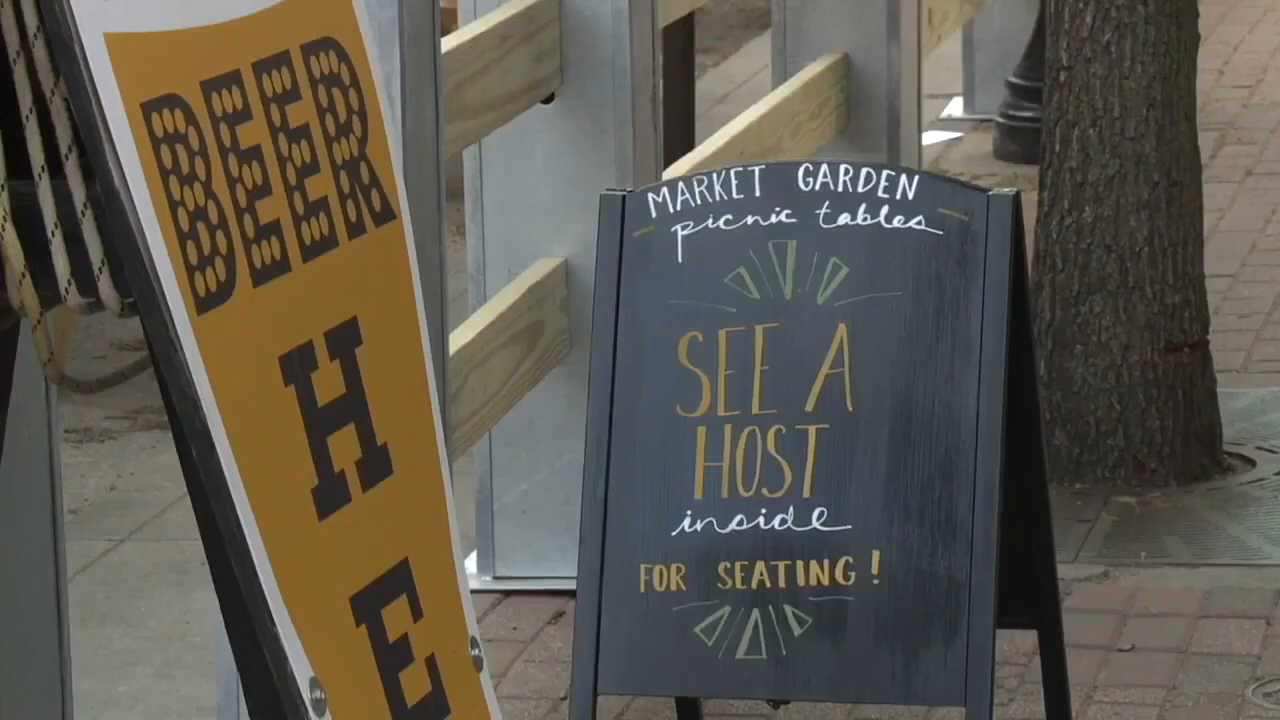 BEER
H
E
MARKET GARDEN
picnic tables
SEE A
HOST
inside
FOR SEATING!